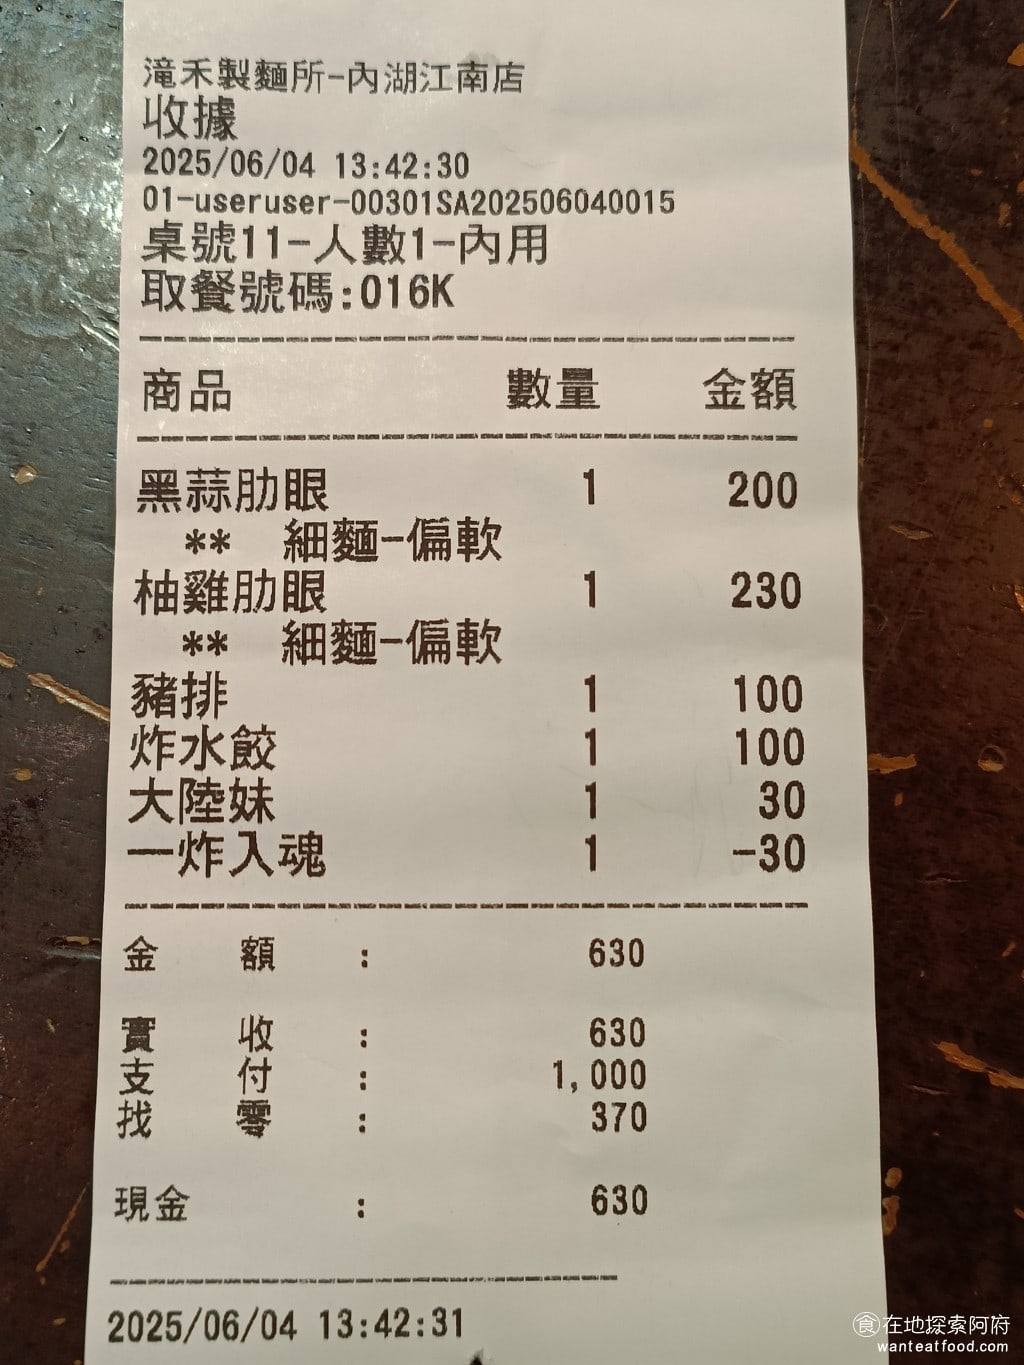 滝禾製麵所-內湖江南店
收據
2025/06/04 13:42:30
01-useruser-00301SA202506040015
桌號11-人數1-內用
取餐號碼:016K
商品 數量 金額
黑蒜肋眼 1 200
** 細麵-偏軟
柚雞肋眼 1 230
** 細麵-偏軟
豬排 1 100
炸水餃 1 100
大陸妹 1 30
一炸入魂 1 -30
金 額 : 630
實 收 : 630
支 付 : 1,000
找 零 : 370
現金 : 630
2025/06/04 13:42:31
食在地探索阿府
wanteatfood.com